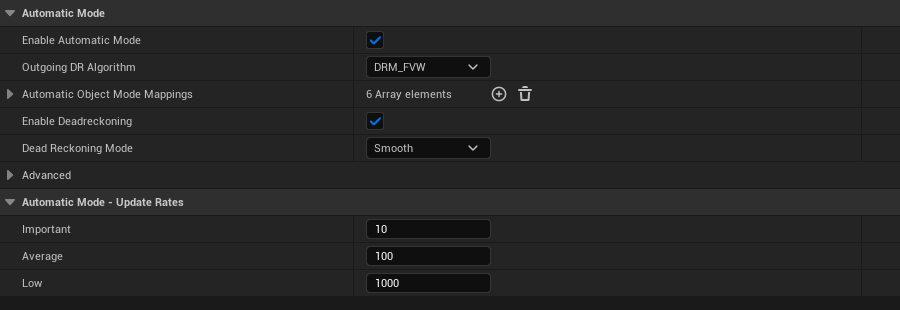 Automatic Mode
Enable Automatic Mode
Outgoing DR Algorithm DRM_FVW
Automatic Object Mode Mappings 6 Array elements
Enable Deadreckoning
Dead Reckoning Mode Smooth
Advanced
Automatic Mode - Update Rates
Important 10
Average 100
Low 1000